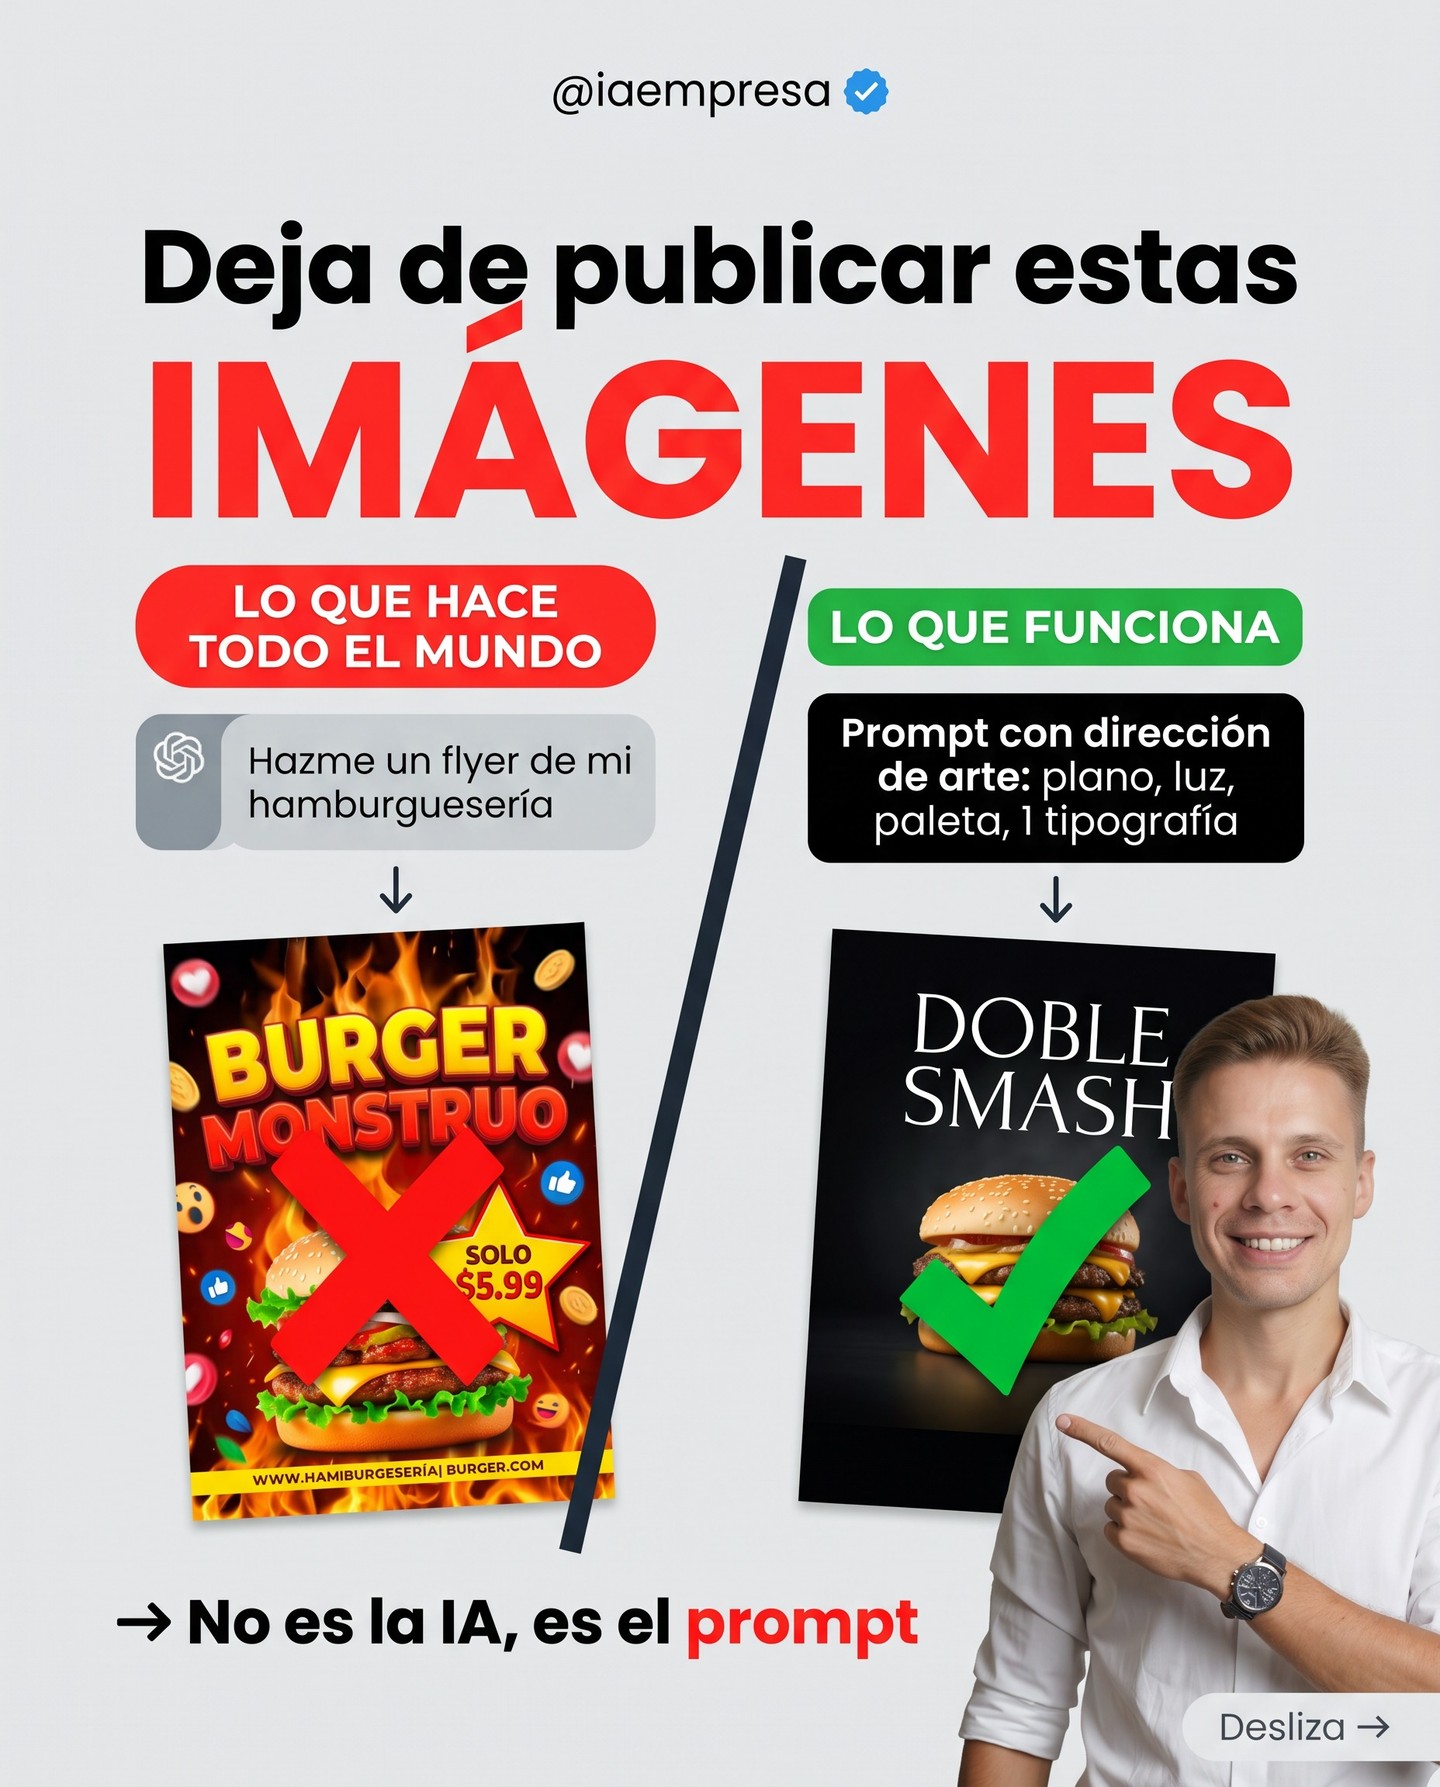 @iaempresa
Deja de publicar estas
IMÁGENES
LO QUE HACE
TODO EL MUNDO
Hazme un flyer de mi
hamburguesería
BURGER
MONSTRUO
SOLO
$5.99
WWW.HAMIBURGESERÍA| BURGER.COM
LO QUE FUNCIONA
Prompt con dirección
de arte: plano, luz,
paleta, 1 tipografía
DOBLE
SMASH
→ No es la IA, es el prompt
Desliza →